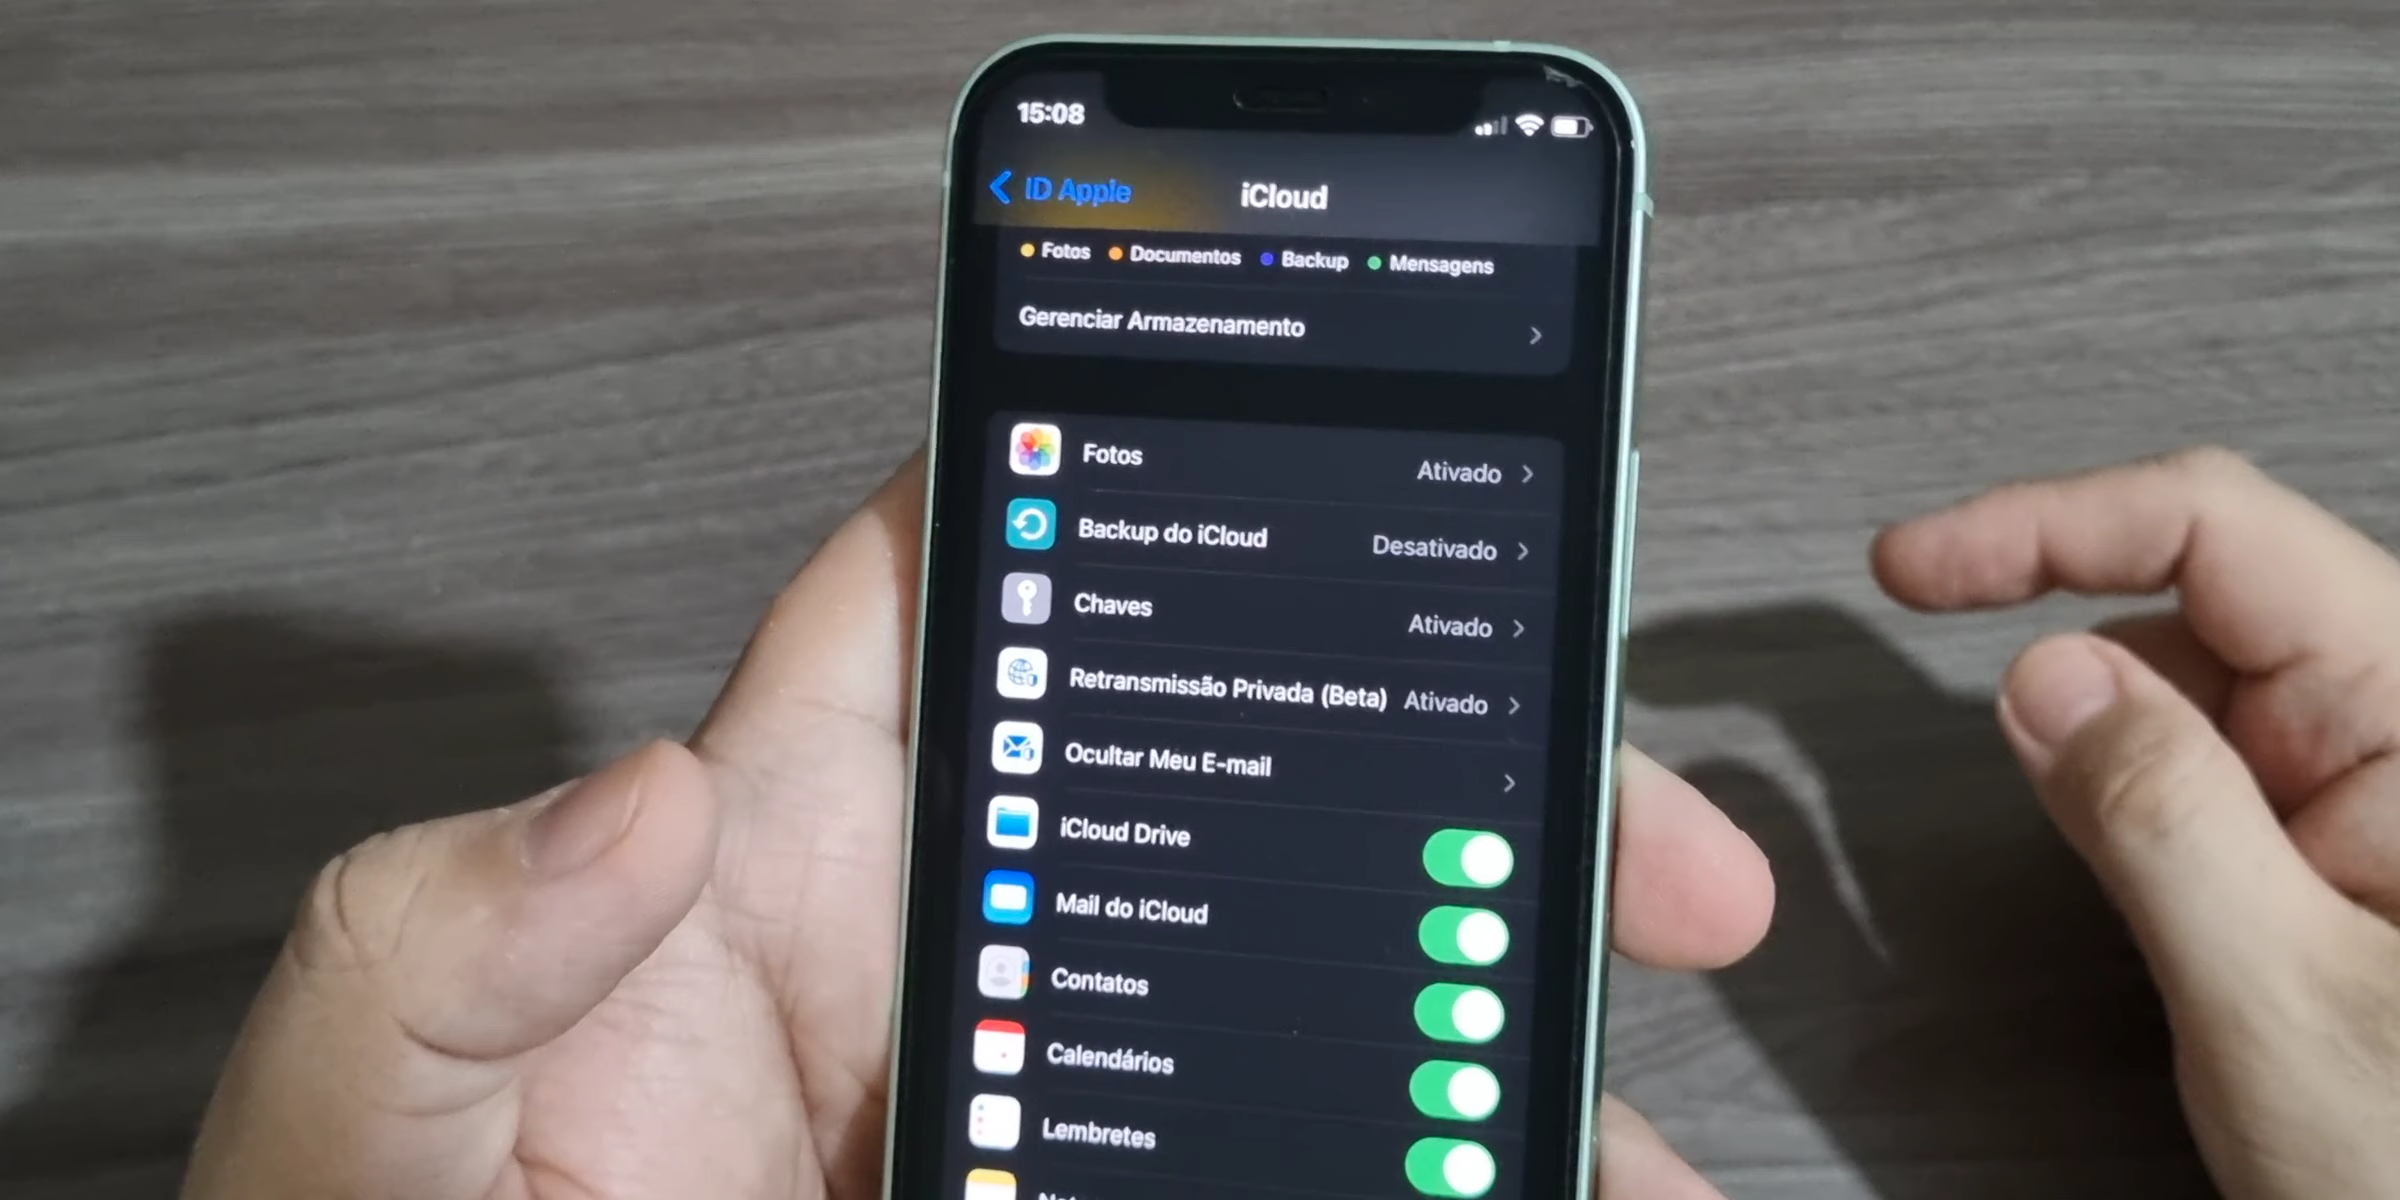 15:08
ID Apple iCloud
Fotos Documentos Backup Mensagens
Gerenciar Armazenamento
Fotos Ativado
Backup do iCloud Desativado
Chaves Ativado
Retransmissão Privada (Beta) Ativado
Ocultar Meu E-mail
iCloud Drive
Mail do iCloud
Contatos
Calendários
Lembretes